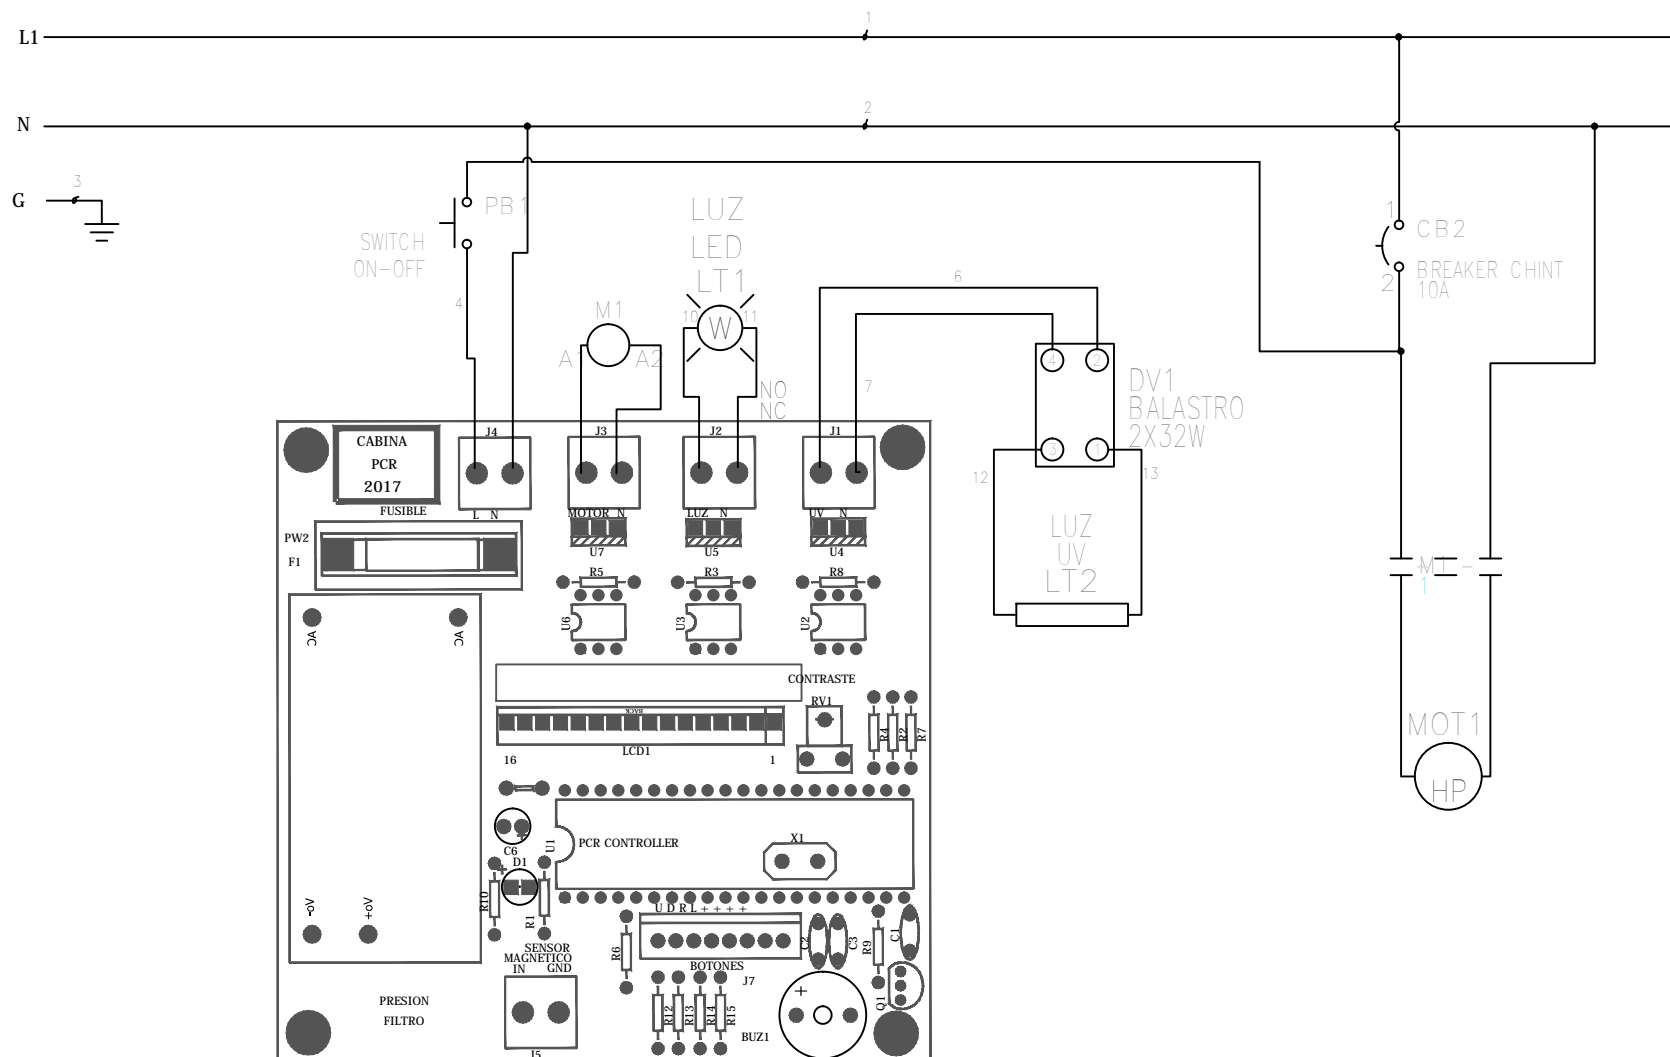 L1
1
N
2
G
3
PB1
SWITCH
ON-OFF
4
LUZ
LED
LT1
10
W
11
M1
A1
A2
NO
NC
6
7
4
2
3
1
DV1
BALASTRO
2X32W
12
13
LUZ
UV
LT2
1
CB2
2
BREAKER CHINT
10A
M1
1
MOT1
HP
CABINA
PCR
2017
J4
J3
J2
J1
FUSIBLE
L N
MOTOR N
LUZ N
UV N
PW2
F1
U7
U5
U4
R5
R3
R8
U6
U3
U2
AC
AC
CONTRASTE
RV1
BACK
LCD1
16
1
R4
R2
R7
C6
D1
U1
PCR CONTROLLER
X1
R10
R1
-oV
+oV
U D R L + + + +
SENSOR
MAGNETICO
IN GND
R6
BOTONES
J7
C2
C3
R9
C1
+
Q1
PRESION
FILTRO
R12
R13
R14
R15
BUZ1
J5